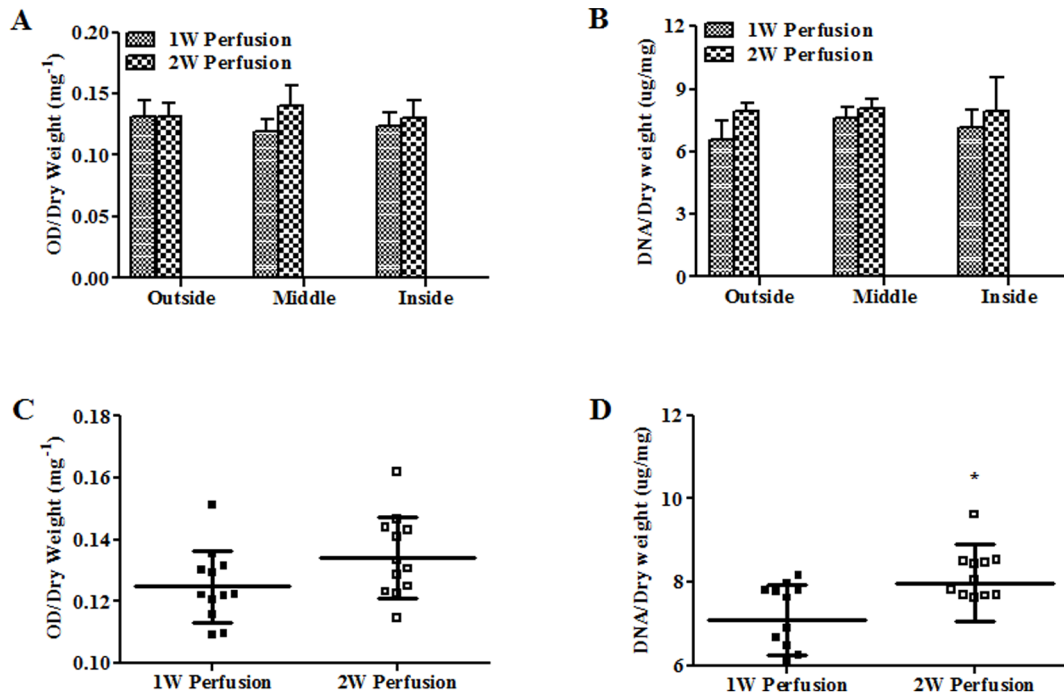 A
OD/Dry Weight (mg-1)
0.20
0.15
0.10
0.05
0.00
1W Perfusion
2W Perfusion
Outside Middle Inside
B
DNA/Dry weight (ug/mg)
12
9
6
3
0
1W Perfusion
2W Perfusion
Outside Middle Inside
C
OD/Dry Weight (mg-1)
0.18
0.16
0.14
0.12
0.10
1W Perfusion 2W Perfusion
D
DNA/Dry weight (ug/mg)
12
10
8
6
*
1W Perfusion 2W Perfusion